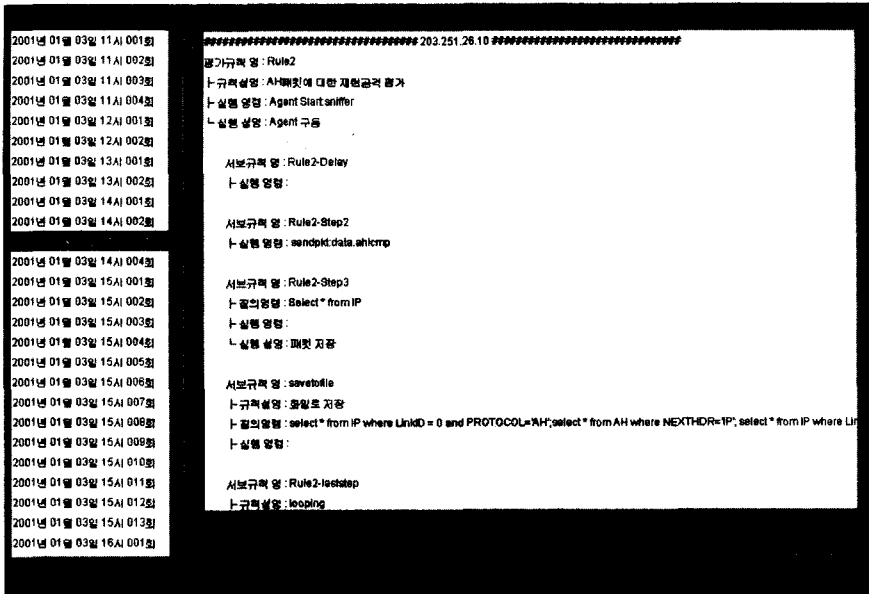 2001년 01월 03일 11시 001회
2001년 01월 03일 11시 002회
2001년 01월 03일 11시 003회
2001년 01월 03일 11시 004회
2001년 01월 03일 12시 001회
2001년 01월 03일 12시 002회
2001년 01월 03일 13시 001회
2001년 01월 03일 13시 002회
2001년 01월 03일 14시 001회
2001년 01월 03일 14시 002회
2001년 01월 03일 14시 004회
2001년 01월 03일 15시 001회
2001년 01월 03일 15시 002회
2001년 01월 03일 15시 003회
2001년 01월 03일 15시 004회
2001년 01월 03일 15시 005회
2001년 01월 03일 15시 006회
2001년 01월 03일 15시 007회
2001년 01월 03일 15시 008회
2001년 01월 03일 15시 009회
2001년 01월 03일 15시 010회
2001년 01월 03일 15시 011회
2001년 01월 03일 15시 012회
2001년 01월 03일 15시 013회
2001년 01월 03일 16시 001회
################################### 203.251.26.10 ###############################
평가규칙 명 : Rule2
├ 규칙설명 : AH패킷에 대한 재현공격 평가
├ 실행 명령 : Agent Start:sniffer
└ 실행 설명 : Agent 구동
서브규칙 명 : Rule2-Delay
├ 실행 명령 :
서브규칙 명 : Rule2-Step2
├ 실행 명령 : sendpkt:data.ahicmp
서브규칙 명 : Rule2-Step3
├ 질의명령 : Select * from IP
├ 실행 명령 :
└ 실행 설명 : 패킷 저장
서브규칙 명 : savetofile
├ 규칙설명 : 화일로 저장
├ 질의명령 : select * from IP where LinkID = 0 and PROTOCOL='AH';select * from AH where NEXTHDR='IP'; select * from IP where Lin
├ 실행 명령 :
서브규칙 명 : Rule2-laststep
├ 규칙설명 : looping